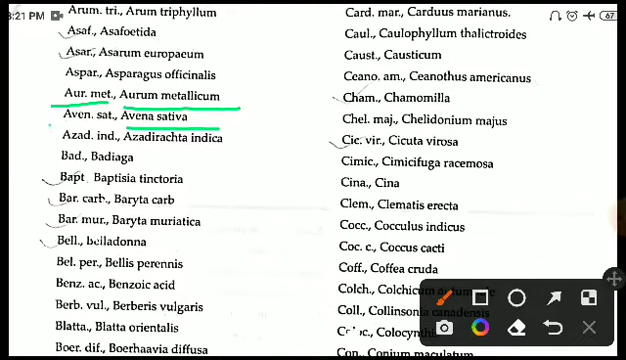 3:21 PM
67
Arum. tri., Arum triphyllum
Asaf., Asafoetida
Asar., Asarum europaeum
Aspar., Asparagus officinalis
Aur. met., Aurum metallicum
Aven. sat., Avena sativa
Azad. ind., Azadirachta indica
Bad., Badiaga
Bapt Baptisia tinctoria
Bar. carb., Baryta carb
Bar. mur., Baryta muriatica
Bell., belladonna
Bel. per., Bellis perennis
Benz. ac., Benzoic acid
Berb. vul., Berberis vulgaris
Blatta., Blatta orientalis
Boer. dif., Boerhaavia diffusa
Card. mar., Carduus marianus.
Caul., Caulophyllum thalictroides
Caust., Causticum
Ceano. am., Ceanothus americanus
Cham., Chamomilla
Chel. maj., Chelidonium majus
Cic. vir., Cicuta virosa
Cimic., Cimicifuga racemosa
Cina., Cina
Clem., Clematis erecta
Cocc., Cocculus indicus
Coc. c., Coccus cacti
Coff., Coffea cruda
Colch., Colchicum
Coll., Collinsonia canadensis
Colocynthi
Con., Conium maculatum